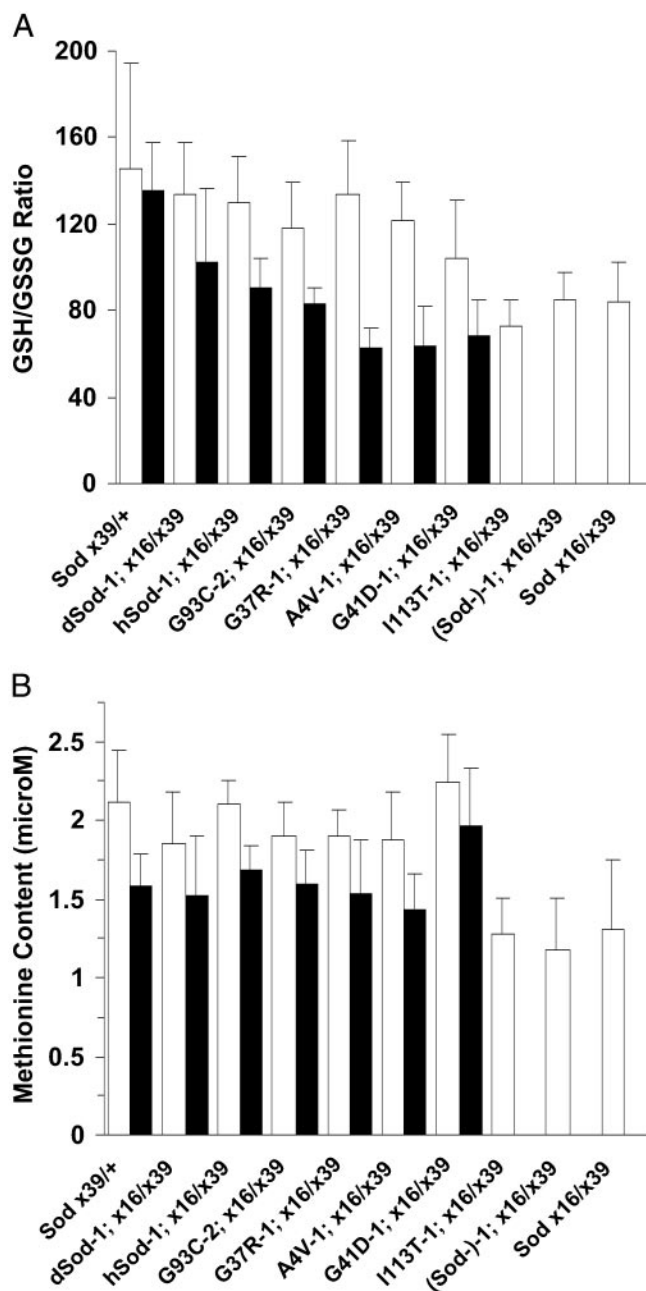 A
200
160
120
80
40
0
GSH/GSSG Ratio
Sod x39/+
dSod-1; x16/x39
hSod-1; x16/x39
G93C-2; x16/x39
G37R-1; x16/x39
A4V-1; x16/x39
G41D-1; x16/x39
I113T-1; x16/x39
(Sod-)-1; x16/x39
Sod x16/x39
B
2.5
2
1.5
1
0.5
0
Methionine Content (microM)
Sod x39/+
dSod-1; x16/x39
hSod-1; x16/x39
G93C-2; x16/x39
G37R-1; x16/x39
A4V-1; x16/x39
G41D-1; x16/x39
I113T-1; x16/x39
(Sod-)-1; x16/x39
Sod x16/x39